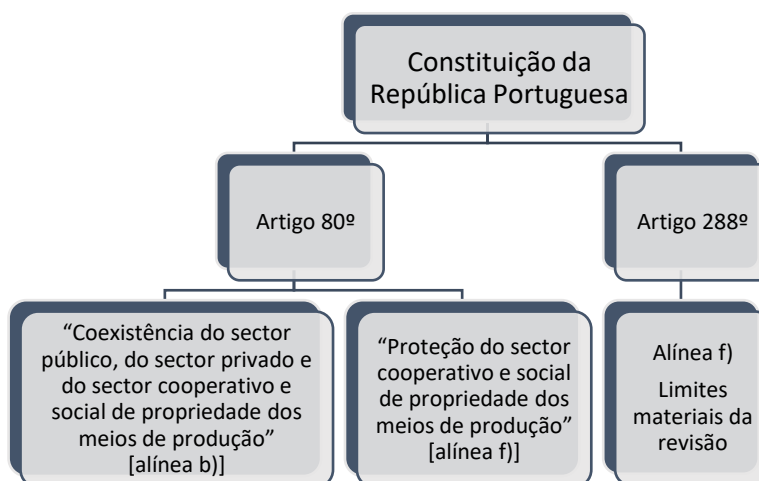 Constituição da
República Portuguesa
Artigo 80º
Artigo 288º
“Coexistência do sector
público, do sector privado e
do sector cooperativo e
social de propriedade dos
meios de produção”
[alínea b)]
“Proteção do sector
cooperativo e social
de propriedade dos
meios de produção”
[alínea f)]
Alínea f)
Limites
materiais da
revisão